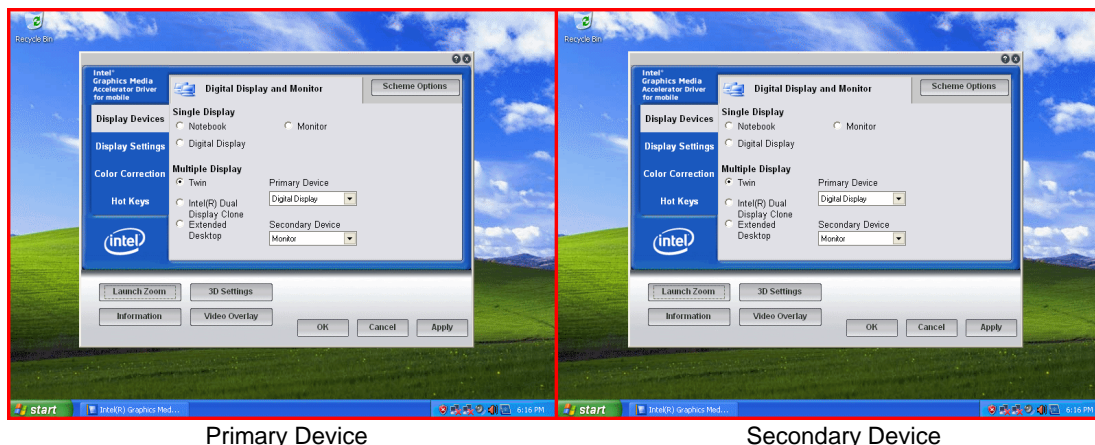 Recycle Bin
Intel®
Graphics Media
Accelerator Driver
for mobile
Digital Display and Monitor
Scheme Options
Display Devices
Display Settings
Color Correction
Hot Keys
intel
Single Display
Notebook
Monitor
Digital Display
Multiple Display
Twin
Intel(R) Dual
Display Clone
Extended
Desktop
Primary Device
Digital Display
Secondary Device
Monitor
Launch Zoom
3D Settings
Information
Video Overlay
OK
Cancel
Apply
start
Intel(R) Graphics Med...
6:16 PM
Primary Device
Recycle Bin
Intel®
Graphics Media
Accelerator Driver
for mobile
Digital Display and Monitor
Scheme Options
Display Devices
Display Settings
Color Correction
Hot Keys
intel
Single Display
Notebook
Monitor
Digital Display
Multiple Display
Twin
Intel(R) Dual
Display Clone
Extended
Desktop
Primary Device
Digital Display
Secondary Device
Monitor
Launch Zoom
3D Settings
Information
Video Overlay
OK
Cancel
Apply
start
Intel(R) Graphics Med...
6:16 PM
Secondary Device